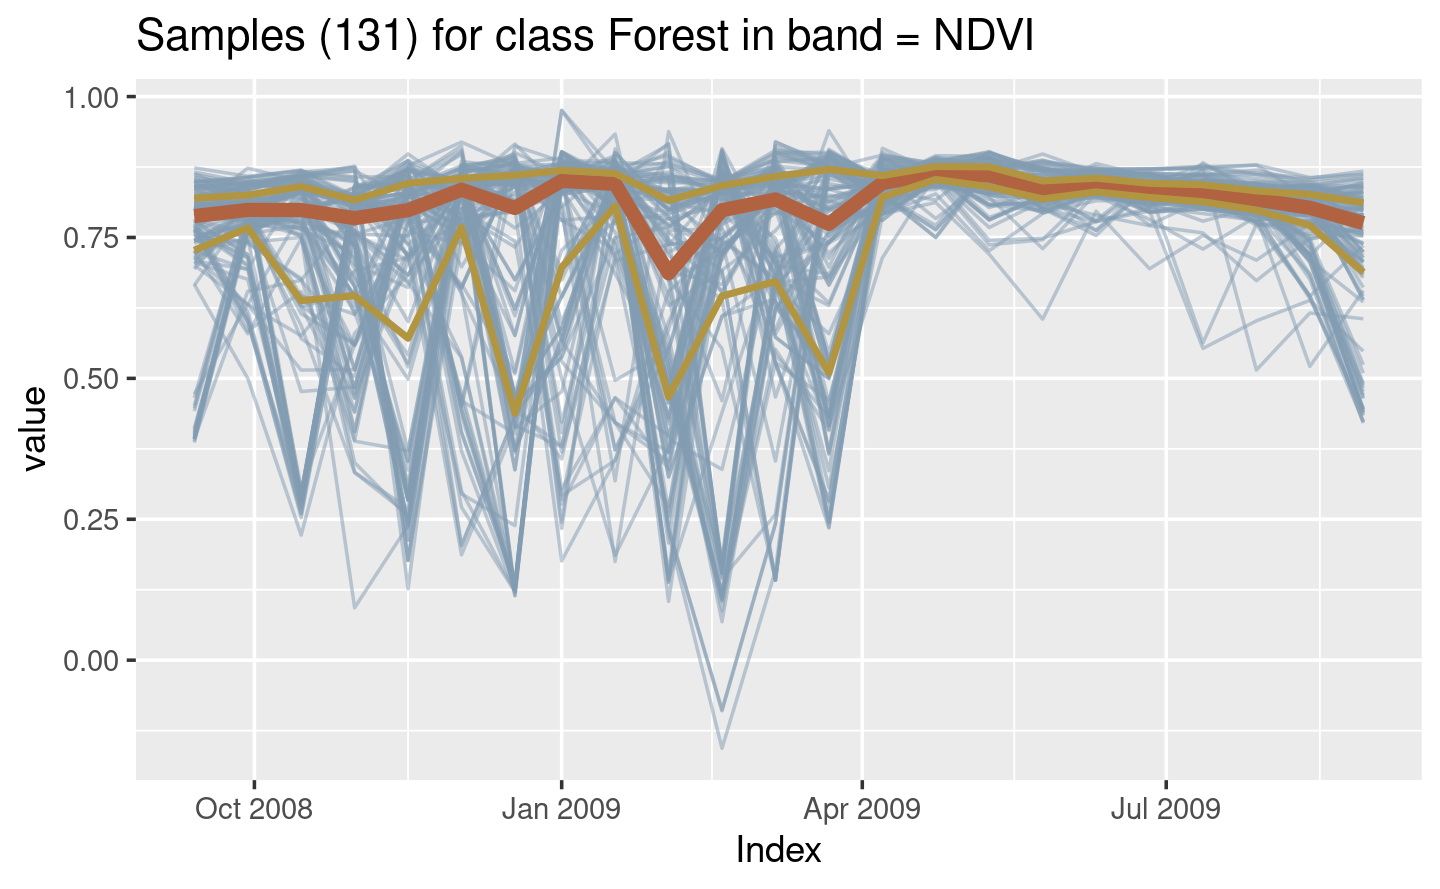 Samples (131) for class Forest in band = NDVI
1.00
0.75
0.50
0.25
0.00
value
Oct 2008 Jan 2009 Apr 2009 Jul 2009
Index